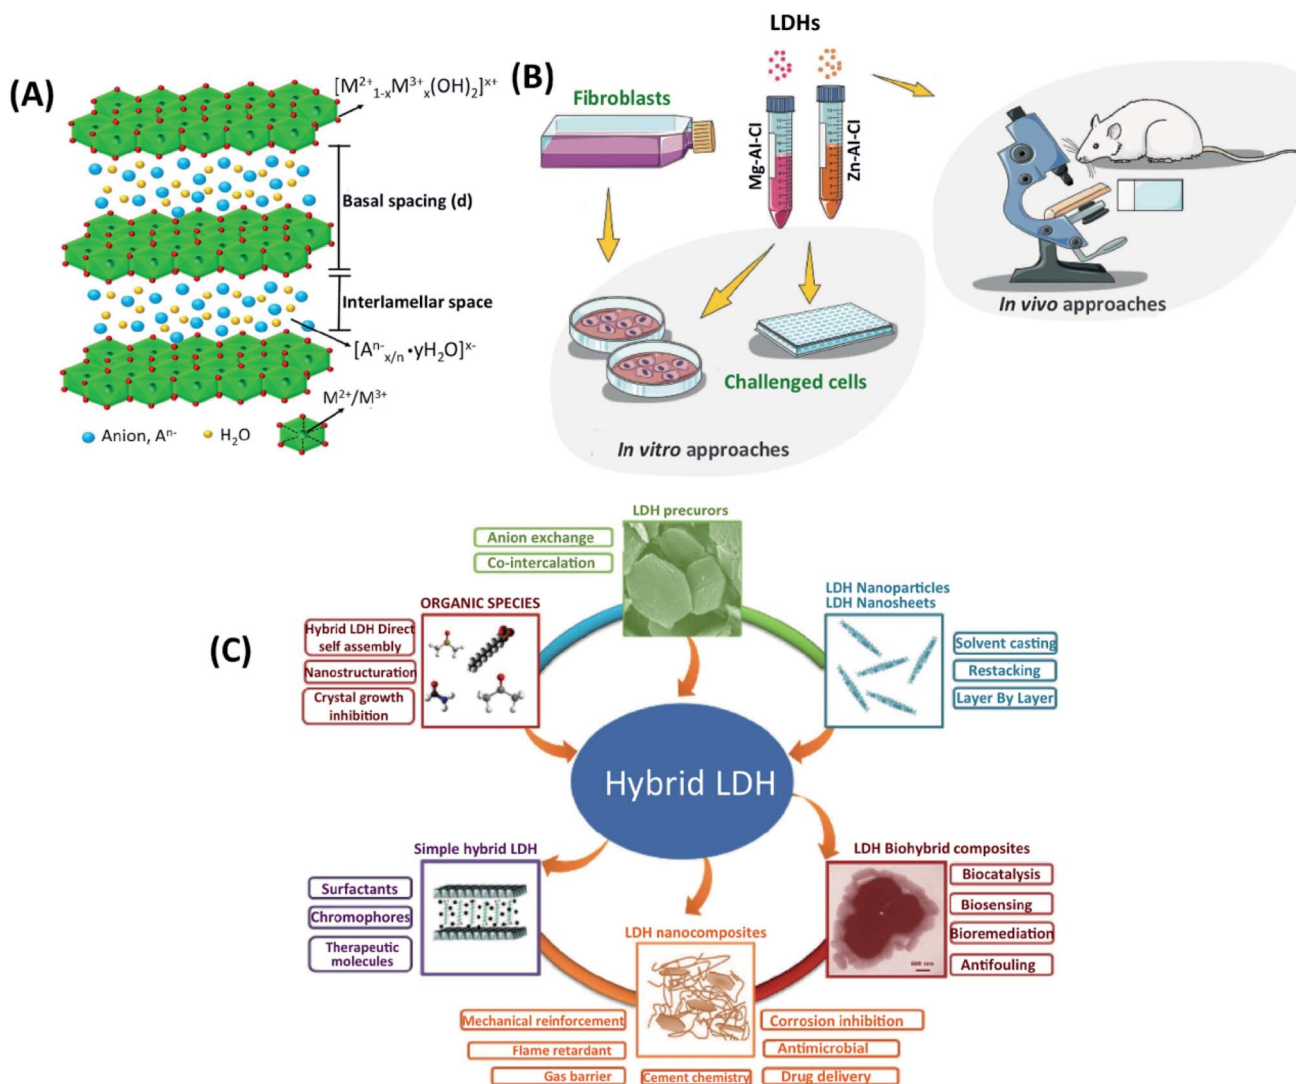 (A)
[M²⁺₁₋ₓM³⁺ₓ(OH)₂]ˣ⁺
Basal spacing (d)
Interlamellar space
[Aⁿ⁻ₓ/ₙ•yH₂O]ˣ⁻
M²⁺/M³⁺
Anion, Aⁿ⁻
H₂O
(B)
LDHs
Fibroblasts
Mg-Al-Cl
Zn-Al-Cl
In vivo approaches
Challenged cells
In vitro approaches
(C)
LDH precurors
Anion exchange
Co-intercalation
ORGANIC SPECIES
Hybrid LDH Direct
self assembly
Nanostructuration
Crystal growth
inhibition
LDH Nanoparticles
LDH Nanosheets
Solvent casting
Restacking
Layer By Layer
Hybrid LDH
Simple hybrid LDH
Surfactants
Chromophores
Therapeutic
molecules
LDH nanocomposites
Mechanical reinforcement
Flame retardant
Gas barrier
Cement chemistry
Corrosion inhibition
Antimicrobial
Drug delivery
LDH Biohybrid composites
Biocatalysis
Biosensing
Bioremediation
Antifouling
500 nm